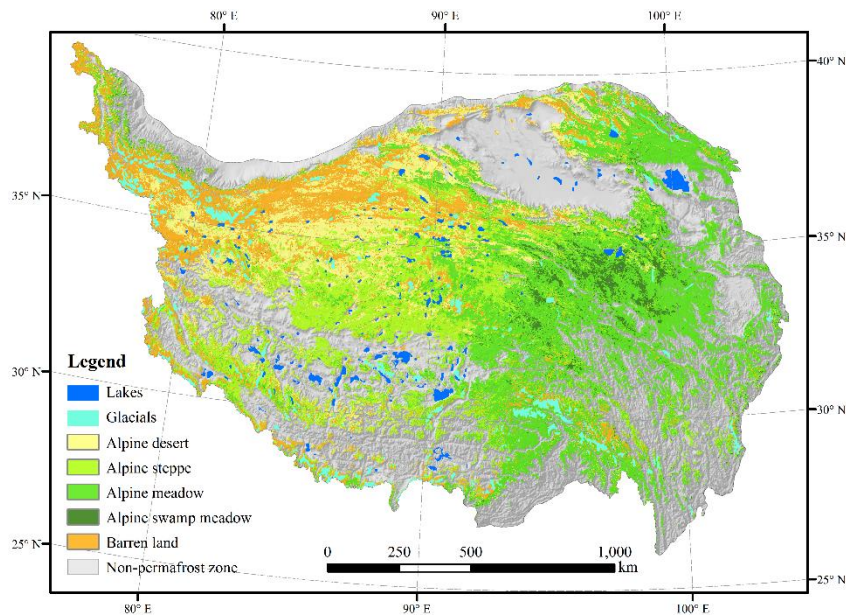 80° E 90° E 100° E
40° N
35° N
35° N
30° N
30° N
25° N
25° N
Legend
Lakes
Glacials
Alpine desert
Alpine steppe
Alpine meadow
Alpine swamp meadow
Barren land
Non-permafrost zone
0 250 500 1,000
km
80° E 90° E 100° E